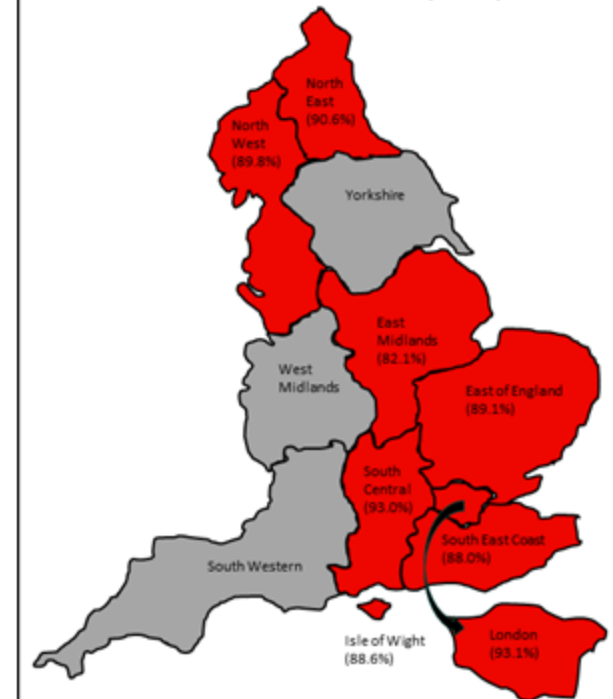 North
East
(90.6%)
North
West
(89.8%)
Yorkshire
East
Midlands
(82.1%)
West
Midlands
East of England
(89.1%)
South
Central
(93.0%)
South East Coast
(88.0%)
South Western
Isle of Wight
(88.6%)
London
(93.1%)